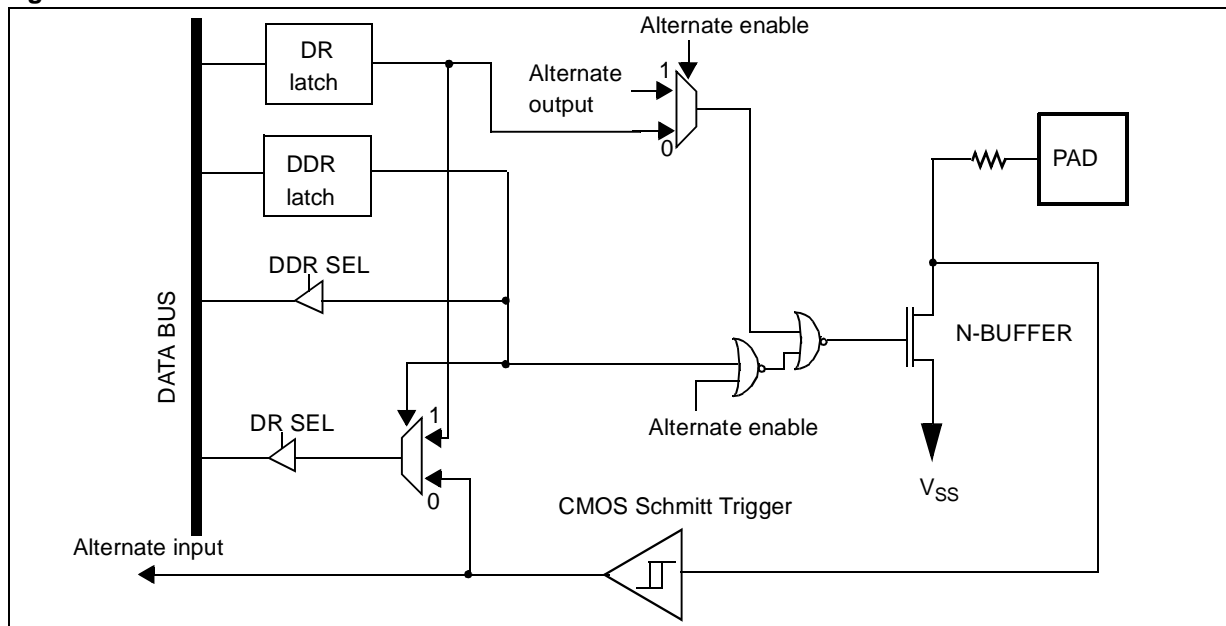 Alternate enable
DR
latch
Alternate
output
1
0
DDR
latch
PAD
DDR SEL
DATA BUS
N-BUFFER
DR SEL
1
0
Alternate enable
VSS
CMOS Schmitt Trigger
Alternate input